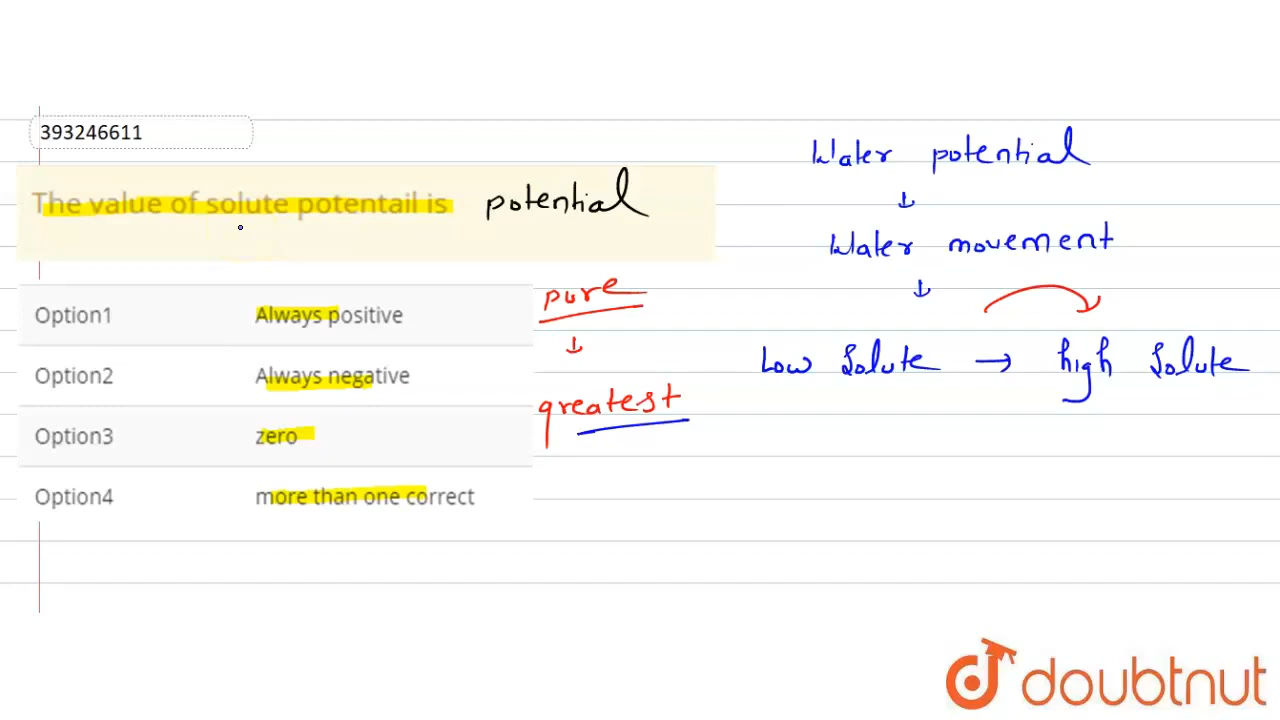 393246611
The value of solute potentail is potential
Option1 Always positive
Option2 Always negative
Option3 zero
Option4 more than one correct
pure
↓
greatest
Water potential
↓
Water movement
↓
Low Solute → high Solute
doubtnut